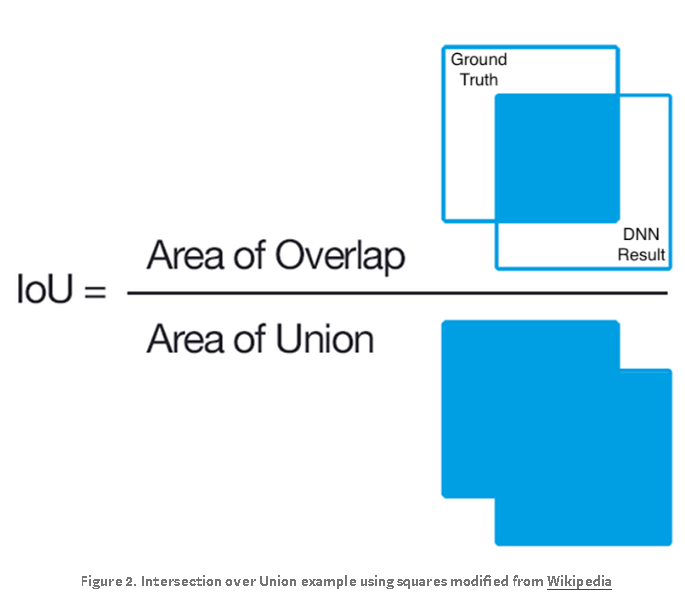 Ground
Truth
DNN
Result
IoU =
Area of Overlap
Area of Union
Figure 2. Intersection over Union example using squares modified from Wikipedia